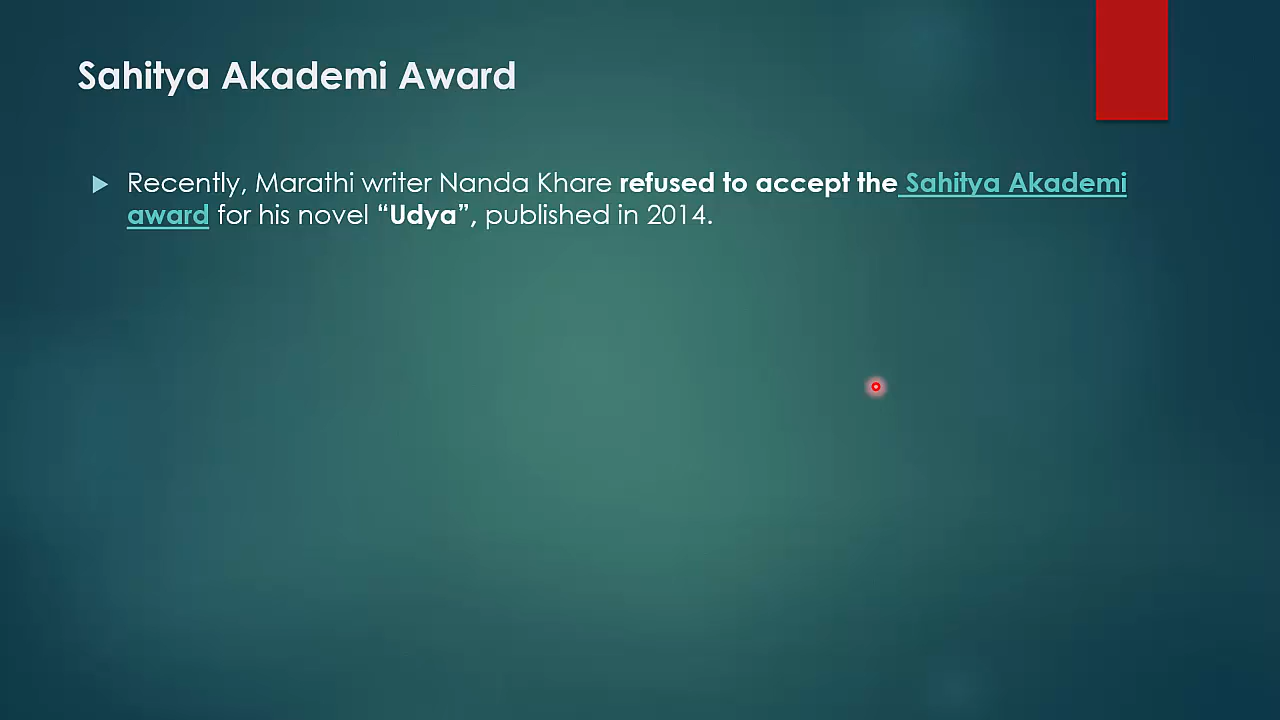 Sahitya Akademi Award
Recently, Marathi writer Nanda Khare refused to accept the Sahitya Akademi
award for his novel “Udya”, published in 2014.